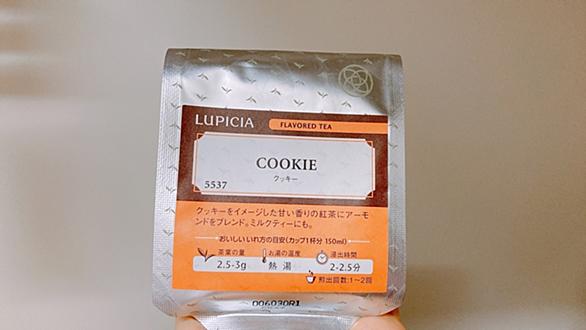 LUPICIA FLAVORED TEA
COOKIE
クッキー
5537
クッキーをイメージした甘い香りの紅茶にアーモ
ンドをブレンド。ミルクティーにも。
おいしいいれ方の目安(カップ1杯分 150ml)
茶葉の量 お湯の温度 浸出時間
2.5-3g 熱湯 2-2.5分
煎出回数:1~2回
006030R1